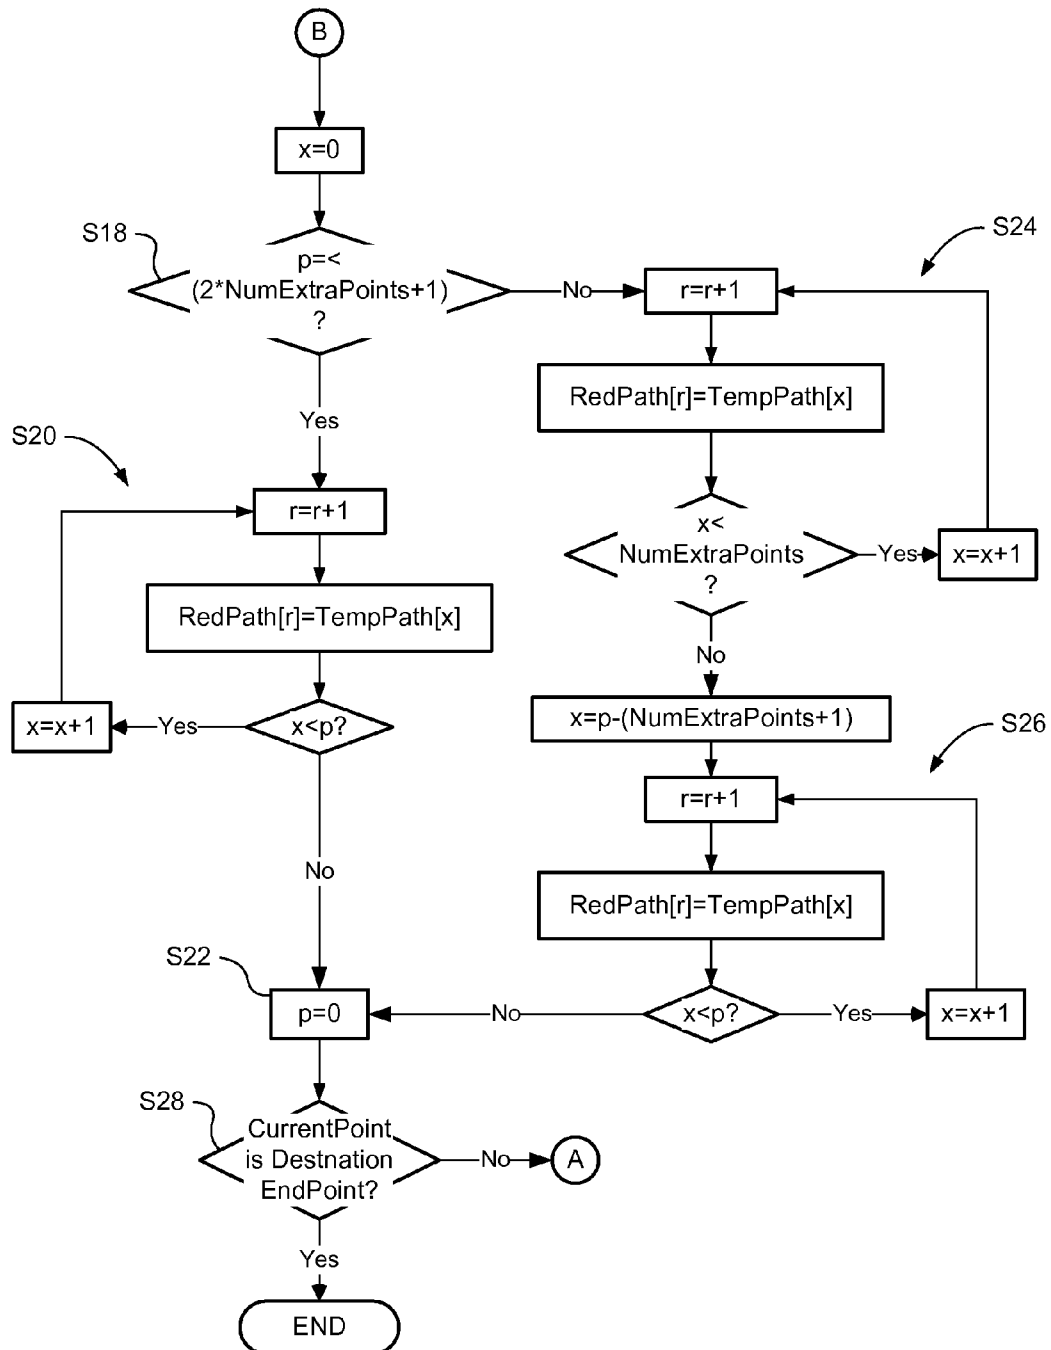 B
x=0
S18
p=<
(2*NumExtraPoints+1)
?
No
r=r+1
S24
RedPath[r]=TempPath[x]
Yes
S20
r=r+1
x<
NumExtraPoints
?
Yes
x=x+1
RedPath[r]=TempPath[x]
No
x=x+1
Yes
x<p?
x=p-(NumExtraPoints+1)
S26
r=r+1
No
RedPath[r]=TempPath[x]
S22
p=0
No
x<p?
Yes
x=x+1
S28
CurrentPoint
is Destnation
EndPoint?
No
A
Yes
END